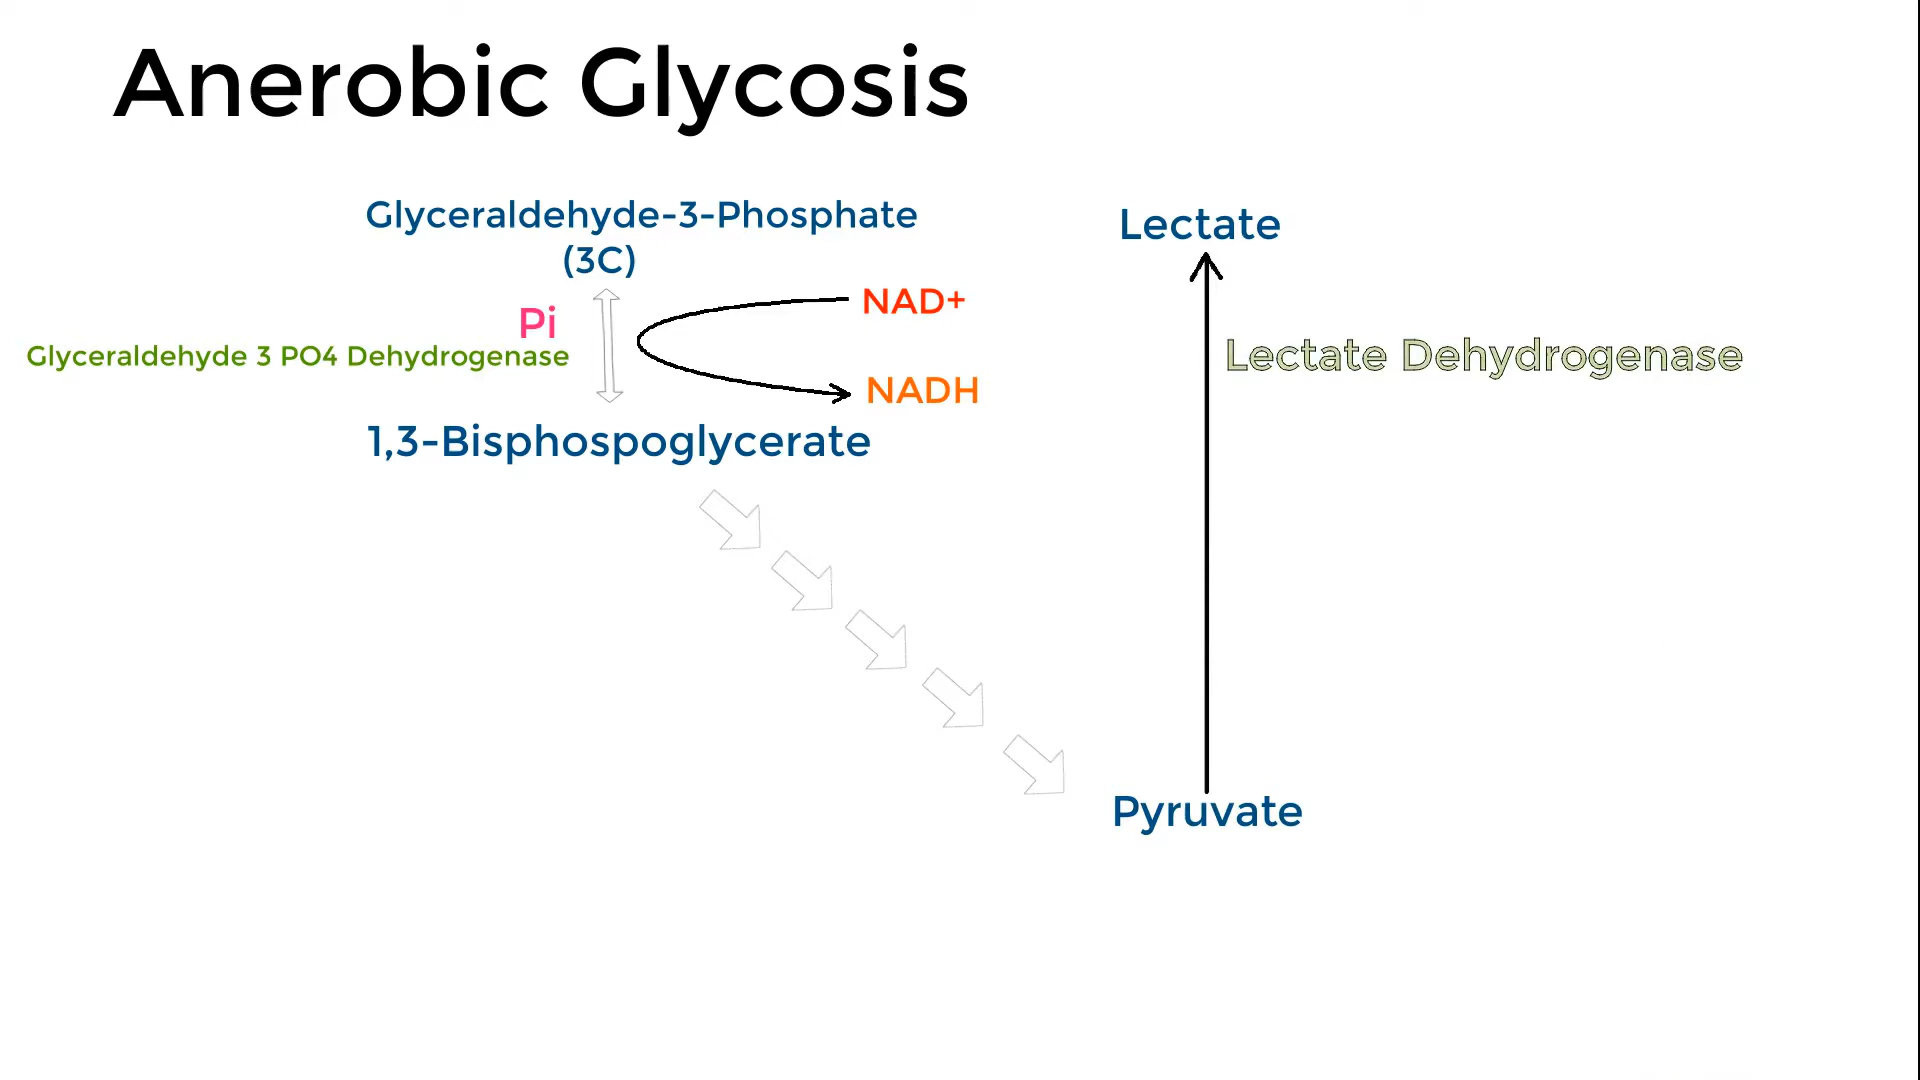 Anerobic Glycosis
Glyceraldehyde-3-Phosphate
(3C)
Pi
Glyceraldehyde 3 PO4 Dehydrogenase
NAD+
NADH
1,3-Bisphospoglycerate
Lectate
Lectate Dehydrogenase
Pyruvate